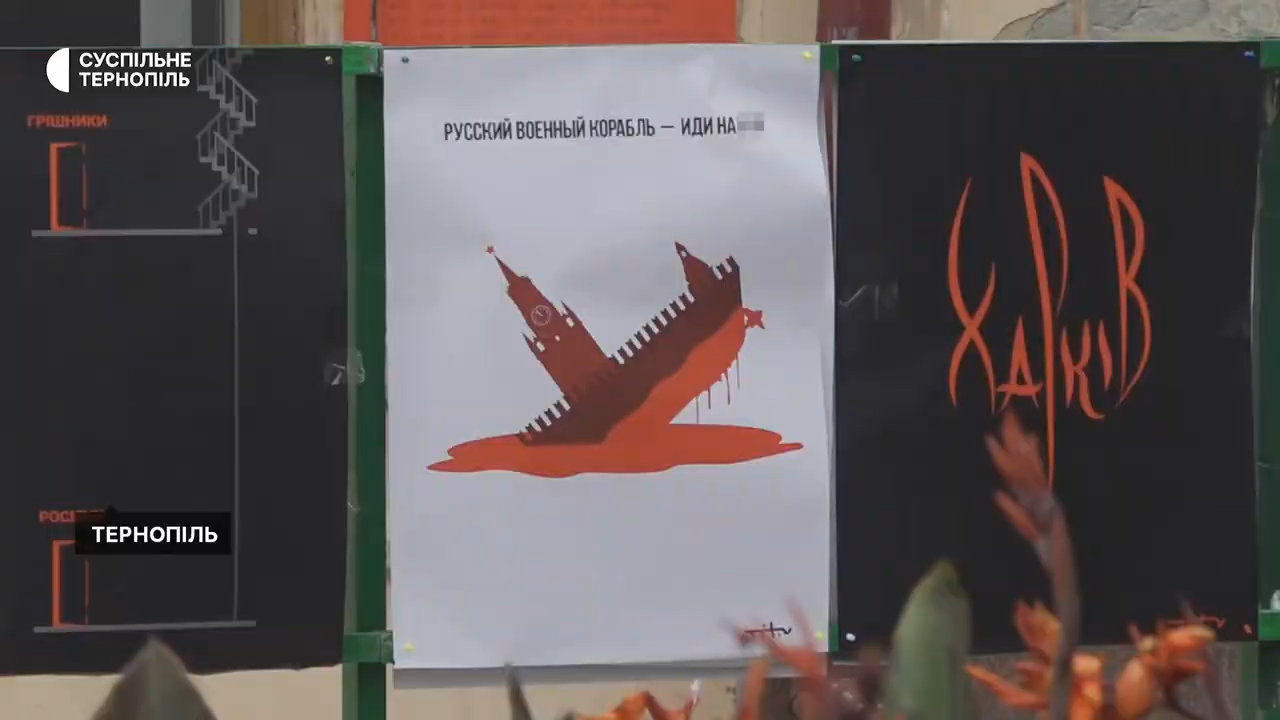 СУСПІЛЬНЕ
ТЕРНОПІЛЬ
ГРІШНИКИ
РУССКИЙ ВОЕННЫЙ КОРАБЛЬ — ИДИ НА
ХАРКІВ
ТЕРНОПІЛЬ